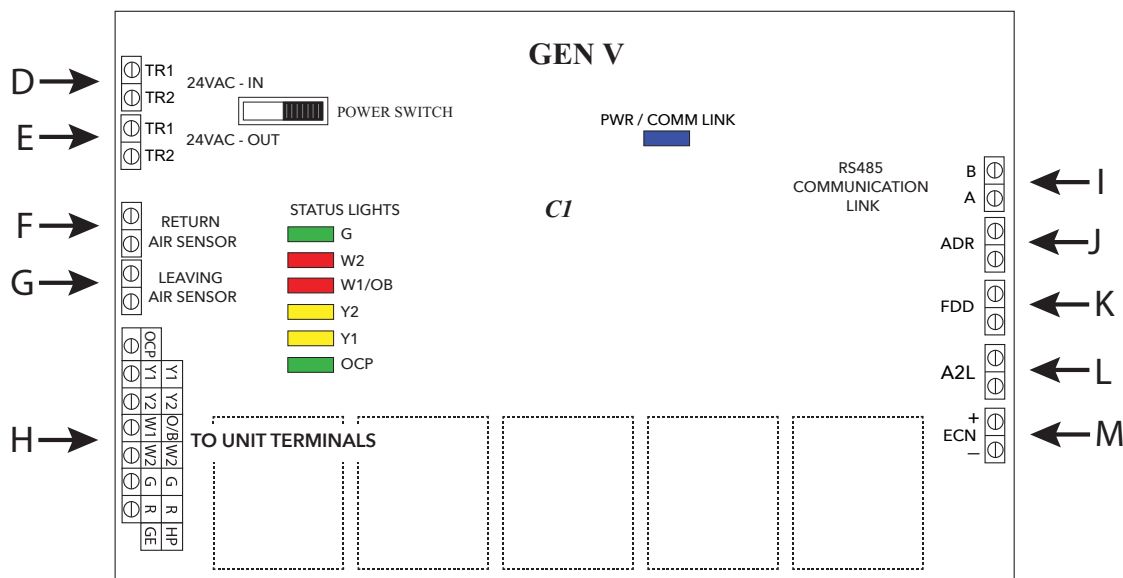 GEN V
D
TR1
24VAC - IN
TR2
POWER SWITCH
E
TR1
24VAC - OUT
TR2
PWR / COMM LINK
RS485
COMMUNICATION
LINK
B
A
I
C1
F
RETURN
AIR SENSOR
G
LEAVING
AIR SENSOR
STATUS LIGHTS
G
W2
W1/OB
Y2
Y1
OCP
ADR
J
FDD
K
A2L
L
+
ECN
–
M
H
OCP
Y1 Y1
Y2 Y2
W1 O/B
W2 W2
G G
R R
GE HP
TO UNIT TERMINALS